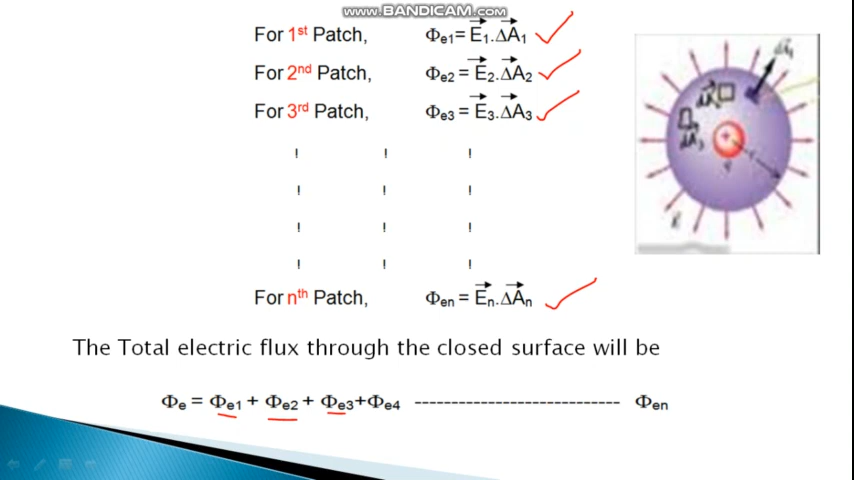 www.BANDICAM.com
For 1st Patch, Φe1= E1.ΔA1
For 2nd Patch, Φe2 = E2.ΔA2
For 3rd Patch, Φe3= E3.ΔA3
! ! !
! ! !
! ! !
! ! !
For nth Patch, Φen = En.ΔAn
The Total electric flux through the closed surface will be
Φe = Φe1 + Φe2 + Φe3+Φe4 ---------------------------- Φen